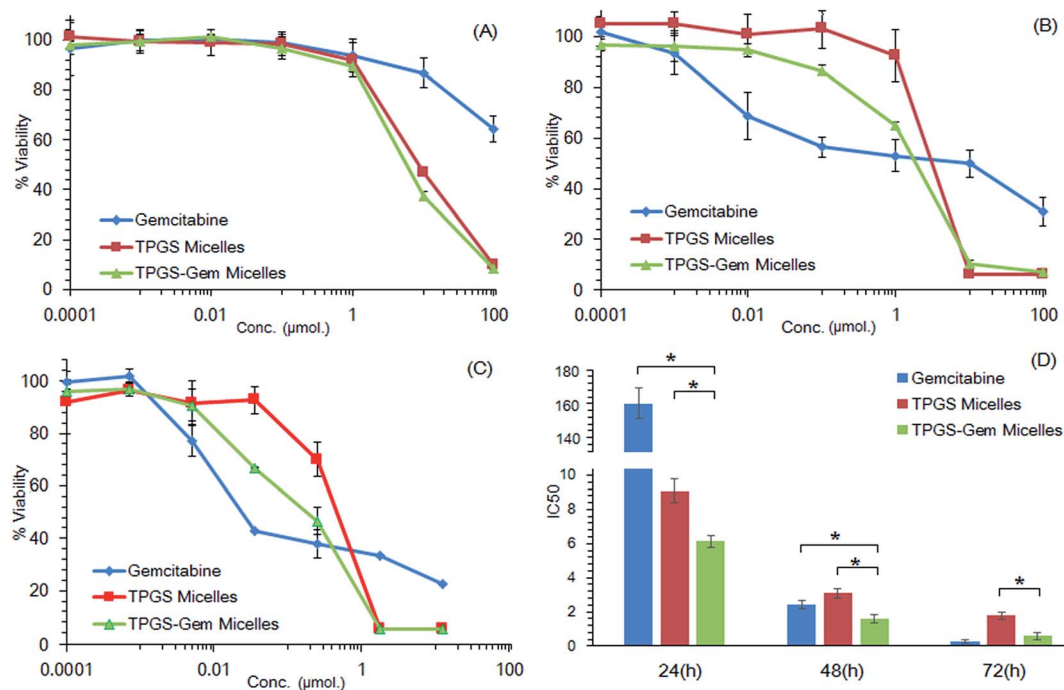 (A)
% Viability
120
100
80
60
40
20
0
Gemcitabine
TPGS Micelles
TPGS-Gem Micelles
0.0001 0.01 1 100
Conc. (µmol.)
(B)
% Viability
120
100
80
60
40
20
0
Gemcitabine
TPGS Micelles
TPGS-Gem Micelles
0.0001 0.01 1 100
Conc. (µmol.)
(C)
% Viability
120
100
80
60
40
20
0
Gemcitabine
TPGS Micelles
TPGS-Gem Micelles
0.0001 0.01 1 100
Conc. (µmol.)
(D)
Gemcitabine
TPGS Micelles
TPGS-Gem Micelles
IC50
180
160
140
10
8
6
4
2
0
*
*
*
*
*
24(h) 48(h) 72(h)